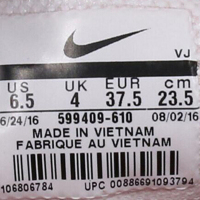 VJ
US UK EUR cm
6.5 4 37.5 23.5
6/24/16 599409-610 08/02/16
MADE IN VIETNAM
FABRIQUE AU VIETNAM
106806784 UPC 00886691093794